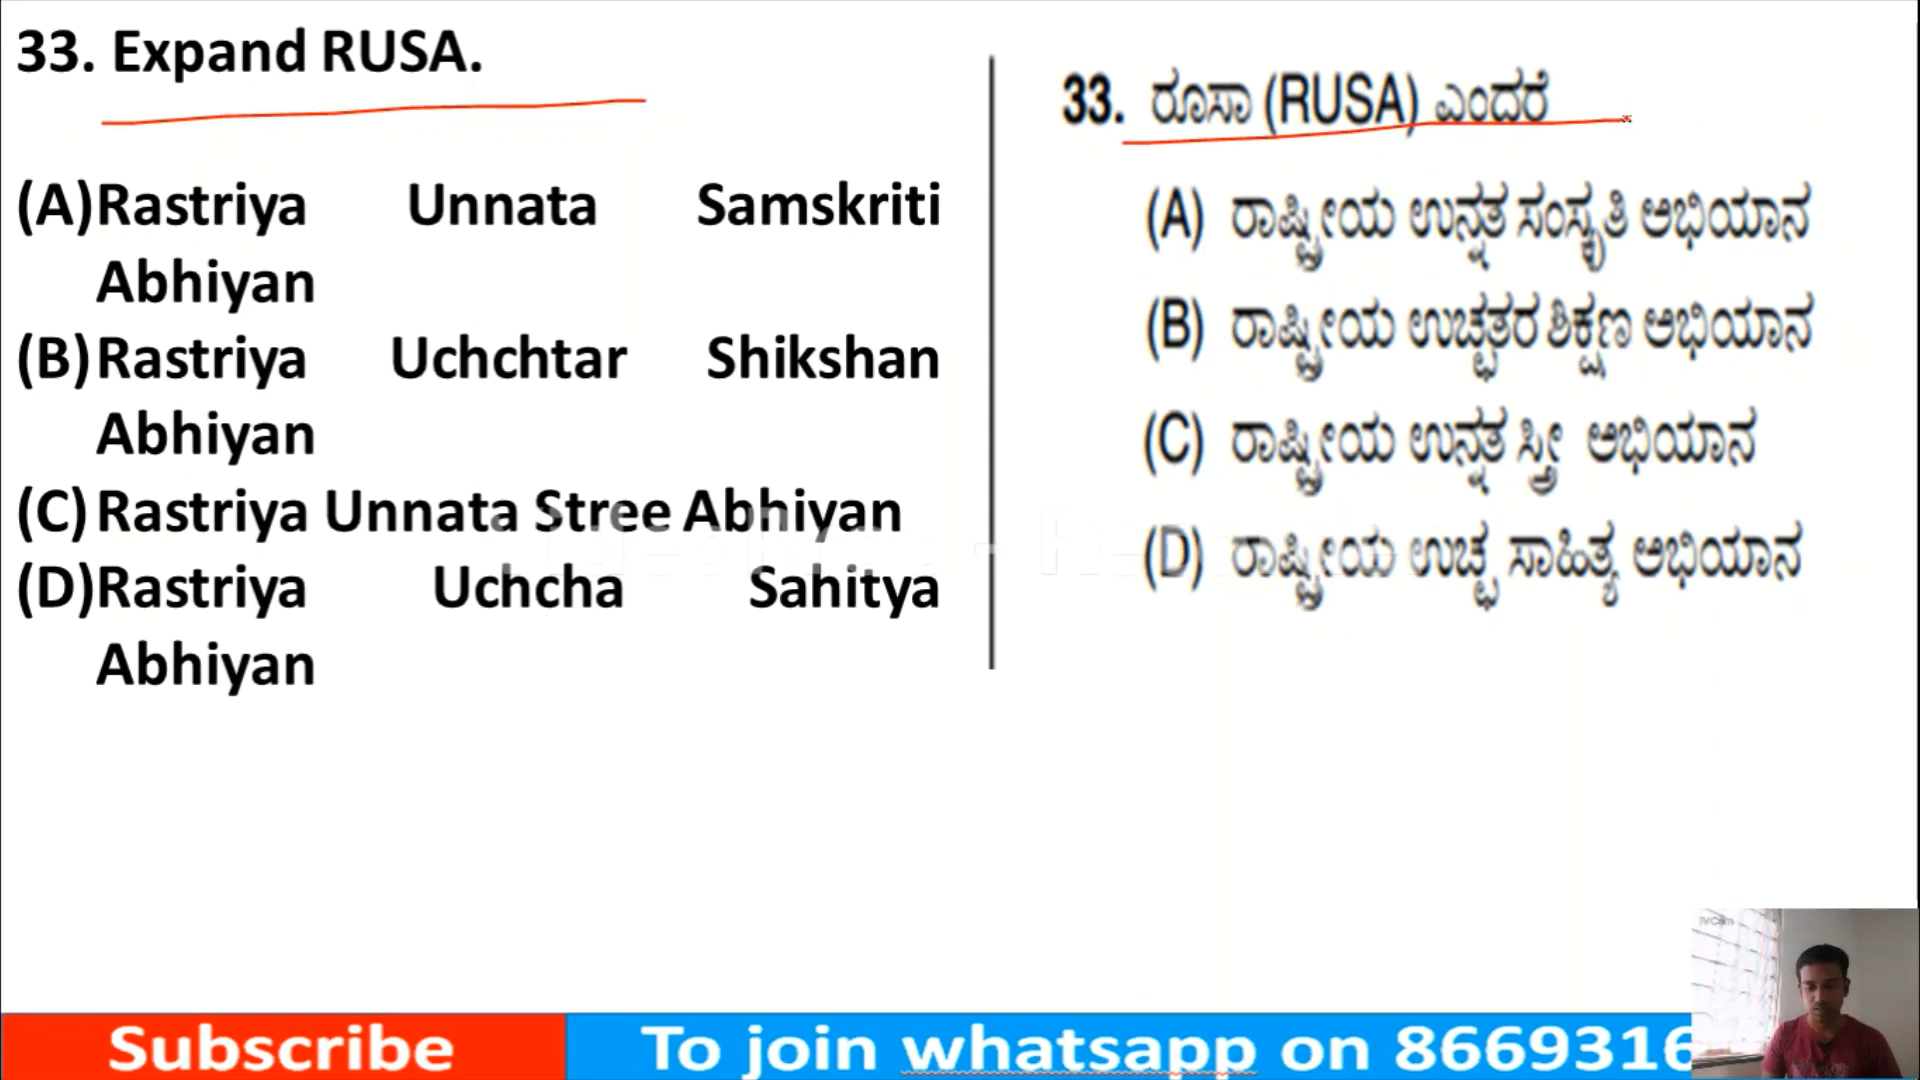 33. Expand RUSA.
(A) Rastriya Unnata Samskriti
Abhiyan
(B) Rastriya Uchchtar Shikshan
Abhiyan
(C) Rastriya Unnata Stree Abhiyan
(D) Rastriya Uchcha Sahitya
Abhiyan
33. ರೂಸಾ (RUSA) ಎಂದರೆ
(A) ರಾಷ್ಟ್ರೀಯ ಉನ್ನತ ಸಂಸ್ಕೃತಿ ಅಭಿಯಾನ
(B) ರಾಷ್ಟ್ರೀಯ ಉಚ್ಛತರ ಶಿಕ್ಷಣ ಅಭಿಯಾನ
(C) ರಾಷ್ಟ್ರೀಯ ಉನ್ನತ ಸ್ತ್ರೀ ಅಭಿಯಾನ
(D) ರಾಷ್ಟ್ರೀಯ ಉಚ್ಛ ಸಾಹಿತ್ಯ ಅಭಿಯಾನ
Subscribe
To join whatsapp on 8669316